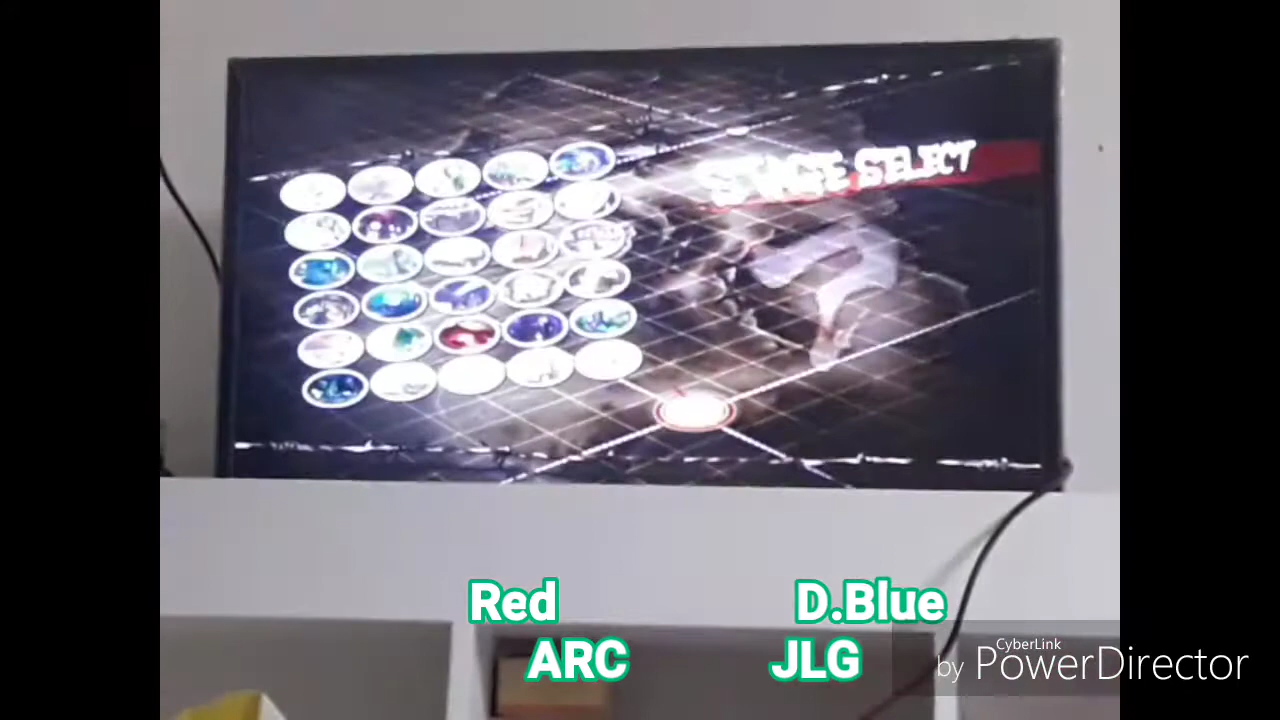 STAGE SELECT
Red D.Blue
ARC JLG
CyberLink
by PowerDirector